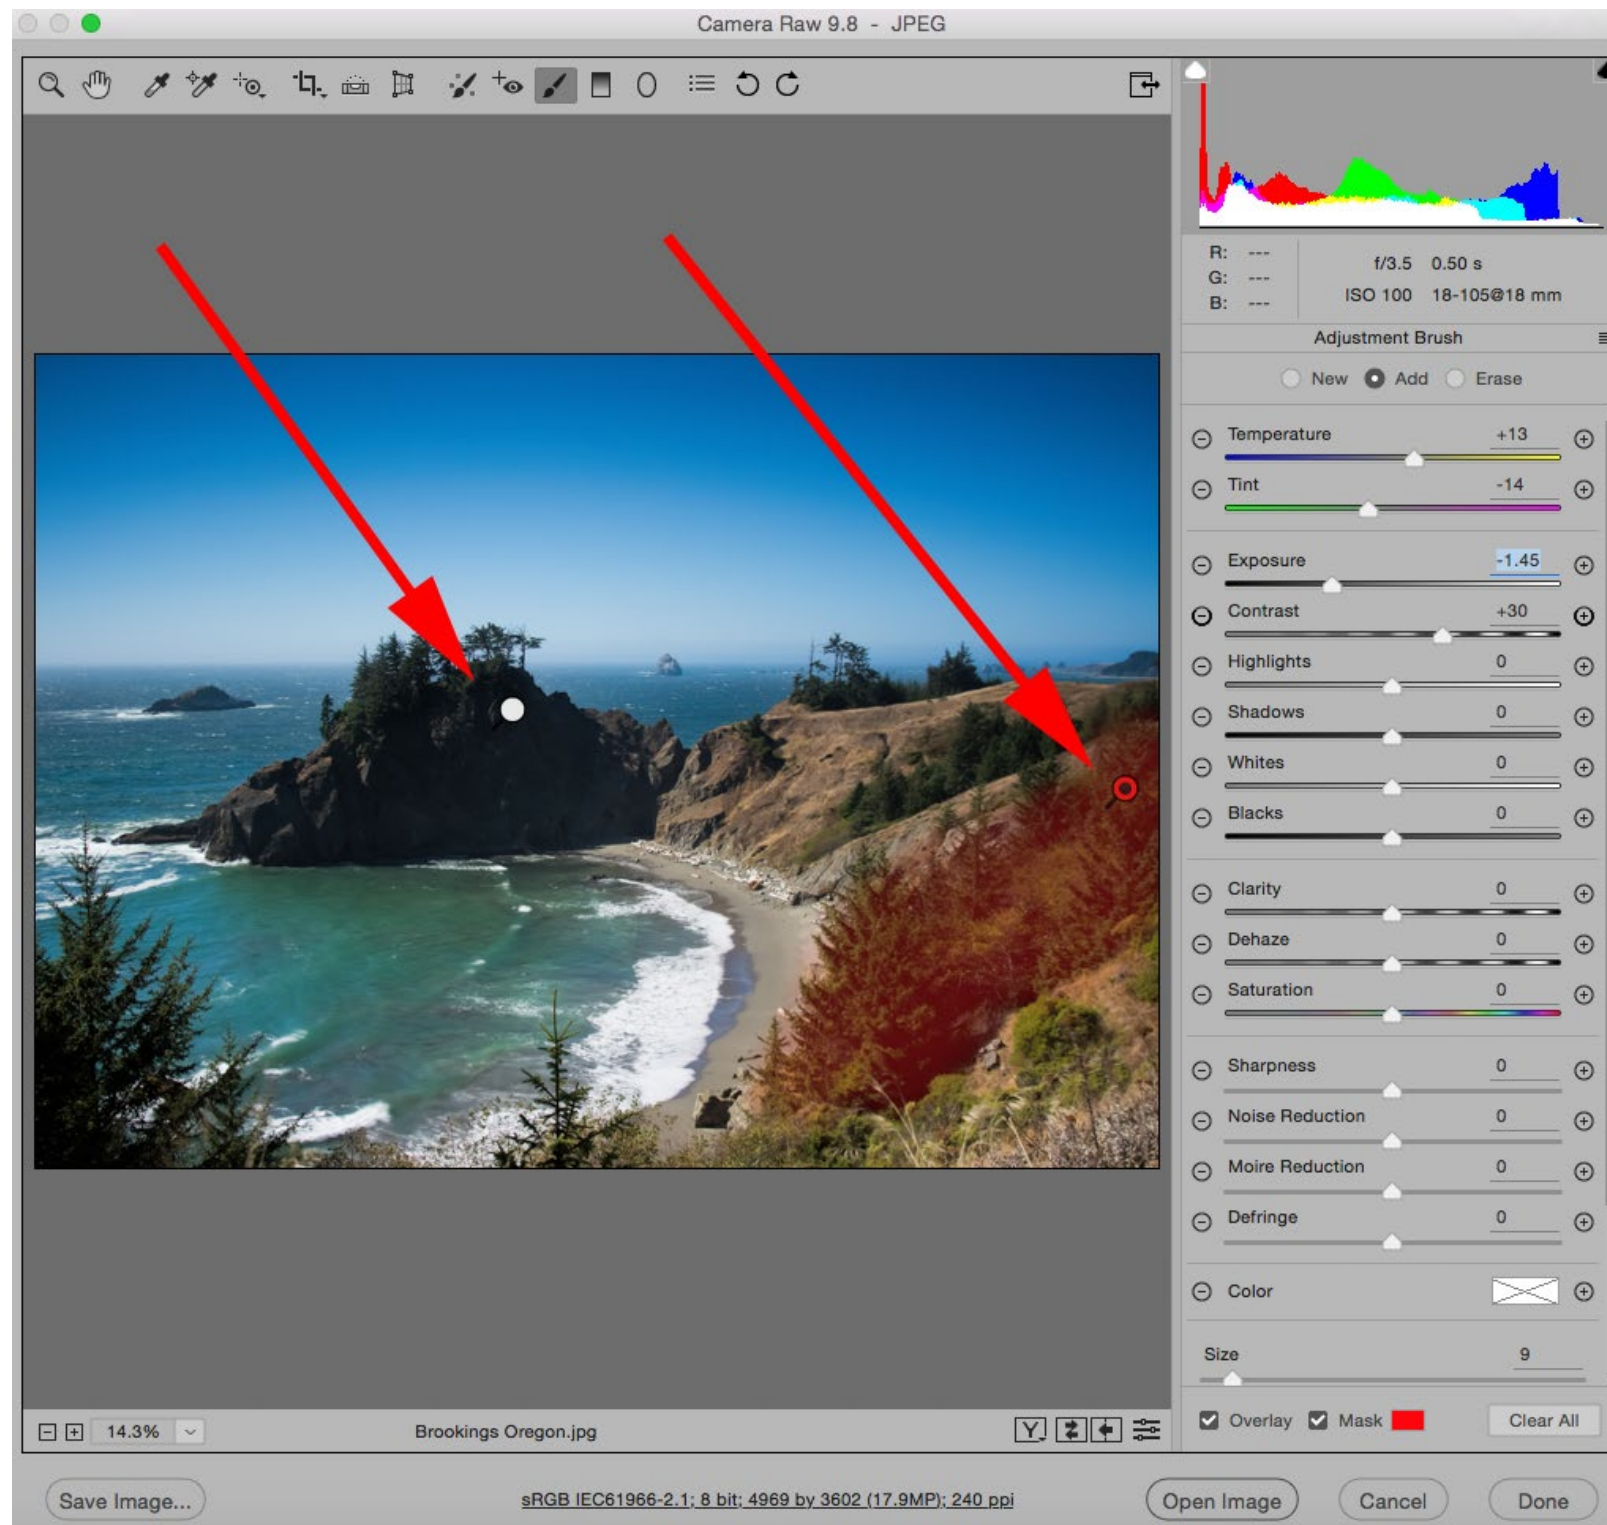 Camera Raw 9.8 - JPEG
R: ---
G: ---
B: ---
f/3.5 0.50 s
ISO 100 18-105@18 mm
Adjustment Brush
New Add Erase
Temperature +13
Tint -14
Exposure -1.45
Contrast +30
Highlights 0
Shadows 0
Whites 0
Blacks 0
Clarity 0
Dehaze 0
Saturation 0
Sharpness 0
Noise Reduction 0
Moire Reduction 0
Defringe 0
Color
Size 9
14.3% Brookings Oregon.jpg Y
Overlay Mask Clear All
Save Image... sRGB IEC61966-2.1; 8 bit; 4969 by 3602 (17.9MP); 240 ppi Open Image Cancel Done